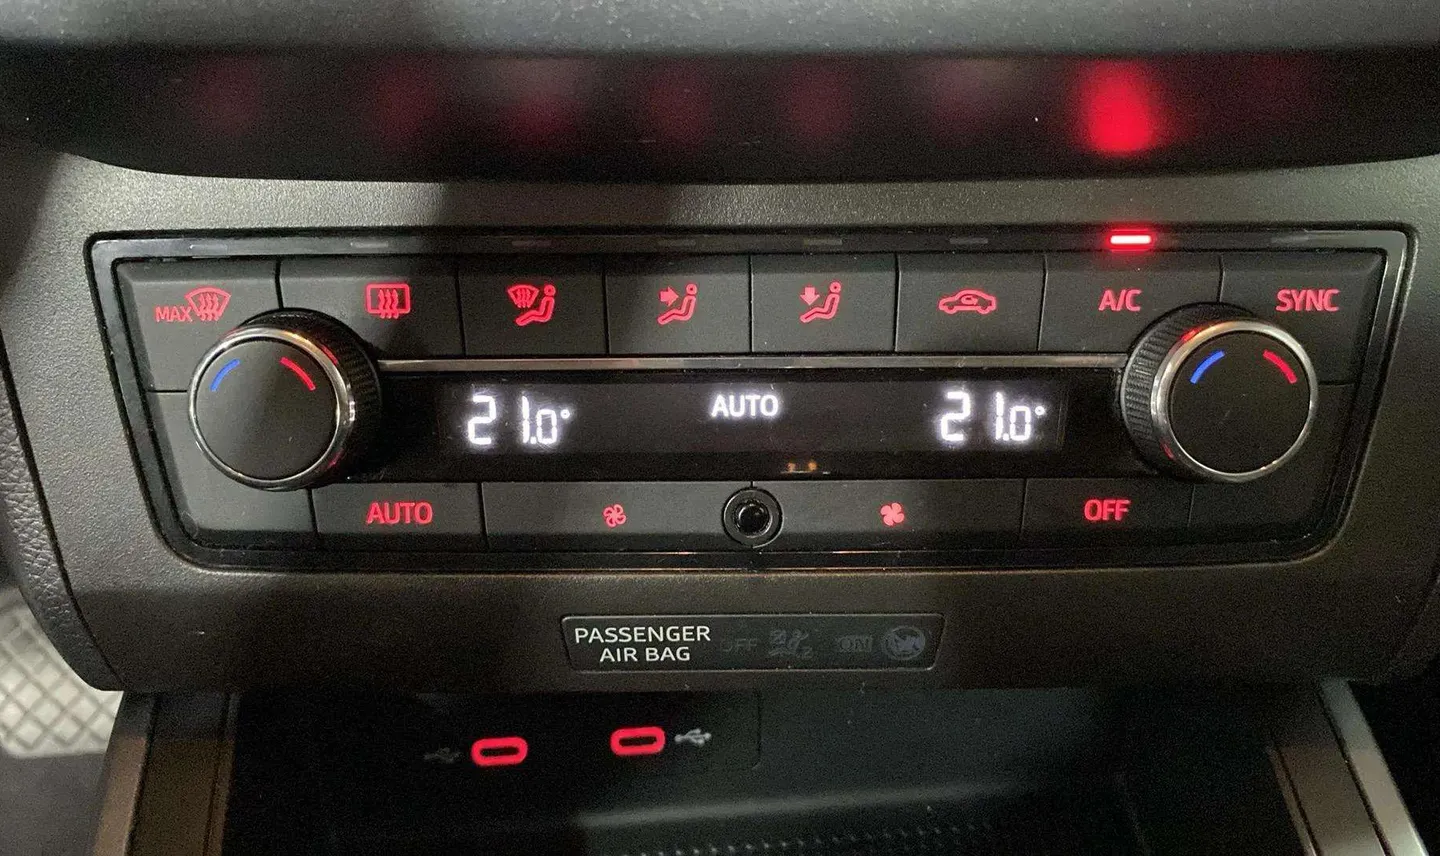 MAX
A/C
SYNC
21.0°
AUTO
21.0°
AUTO
OFF
PASSENGER
AIR BAG
OFF
ON